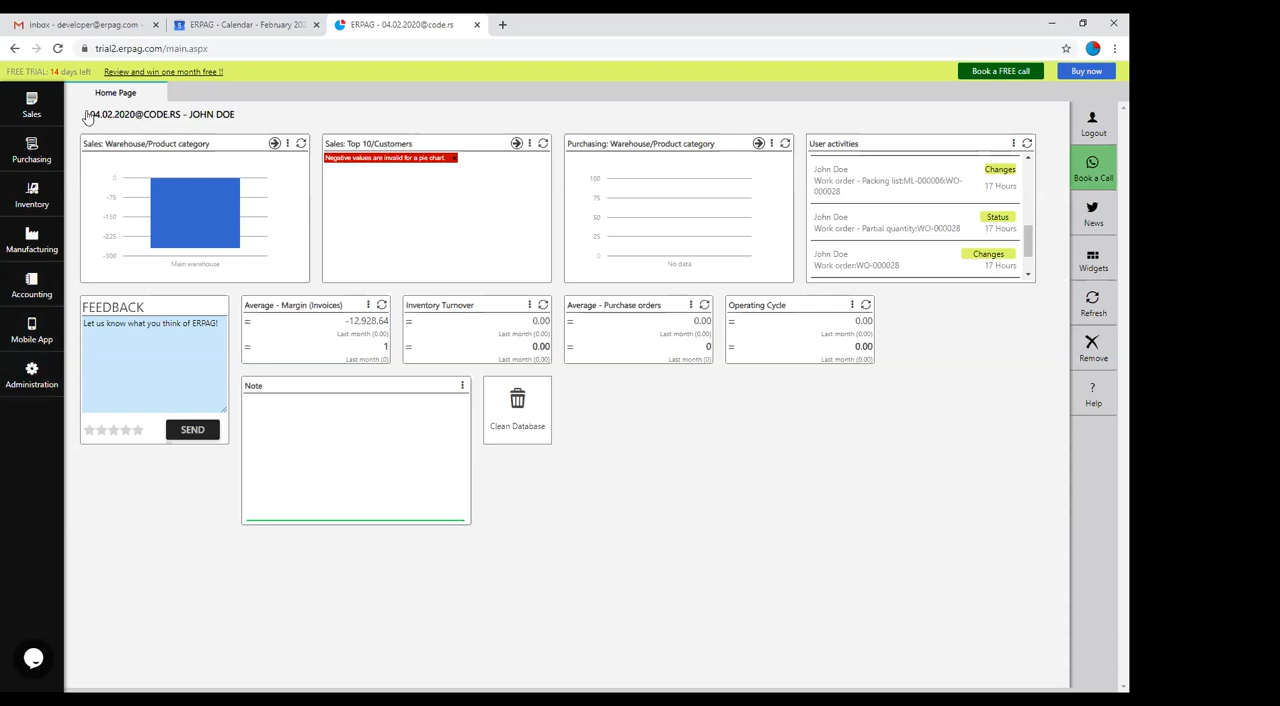 inbox - developer@erpag.com -
ERPAG - Calendar - February 202
ERPAG - 04.02.2020@code.rs
trial2.erpag.com/main.aspx
FREE TRIAL: 14 days left
Review and win one month free !!
Book a FREE call
Buy now
Home Page
04.02.2020@CODE.RS - JOHN DOE
Sales
Purchasing
Inventory
Manufacturing
Accounting
Mobile App
Administration
Sales: Warehouse/Product category
0
-75
-150
-225
-300
Main warehouse
Sales: Top 10/Customers
Negative values are invalid for a pie chart.
Purchasing: Warehouse/Product category
100
75
50
25
0
No data
User activities
John Doe
Changes
Work order - Packing list:ML-000006:WO-
000028
17 Hours
John Doe
Status
Work order - Partial quantity:WO-000028
17 Hours
John Doe
Changes
Work order:WO-000028
17 Hours
FEEDBACK
Let us know what you think of ERPAG!
SEND
Average - Margin (Invoices)
= -12,928.64
Last month (0.00)
= 1
Last month (0)
Inventory Turnover
= 0.00
Last month (0.00)
= 0.00
Last month (0.00)
Average - Purchase orders
= 0.00
Last month (0.00)
= 0
Last month (0)
Operating Cycle
= 0.00
Last month (0.00)
= 0.00
Last month (0.00)
Note
Clean Database
Logout
Book a Call
News
Widgets
Refresh
Remove
?
Help